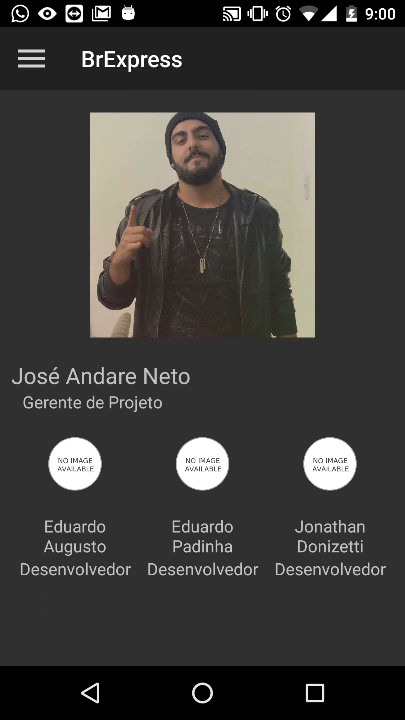 9:00
BrExpress
José Andare Neto
Gerente de Projeto
NO IMAGE
AVAILABLE
NO IMAGE
AVAILABLE
NO IMAGE
AVAILABLE
Eduardo
Augusto
Desenvolvedor
Eduardo
Padinha
Desenvolvedor
Jonathan
Donizetti
Desenvolvedor